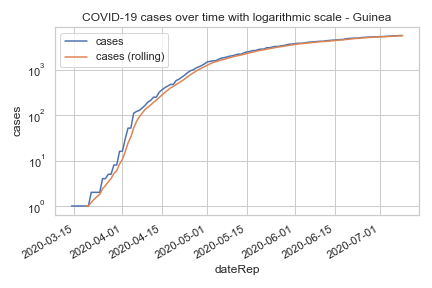 COVID-19 cases over time with logarithmic scale - Guinea
cases
cases (rolling)
10³
10²
10¹
10⁰
cases
2020-03-15
2020-04-01
2020-04-15
2020-05-01
2020-05-15
2020-06-01
2020-06-15
2020-07-01
dateRep